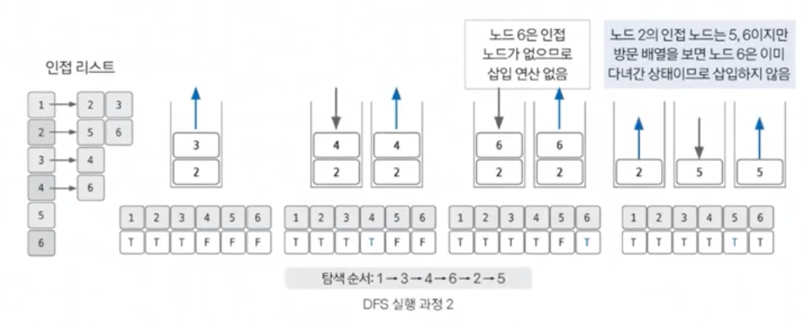 노드 6은 인접
노드가 없으므로
삽입 연산 없음
노드 2의 인접 노드는 5, 6이지만
방문 배열을 보면 노드 6은 이미
다녀간 상태이므로 삽입하지 않음
인접 리스트
1 2 3
2 5 6
3 4
4 6
5
6
3
2
4 4
2 2
6 6
2 2
2 5 5
1 2 3 4 5 6
T T T F F F
1 2 3 4 5 6
T T T T F F
1 2 3 4 5 6
T T T T F T
1 2 3 4 5 6
T T T T T T
탐색 순서: 1→3→4→6→2→5
DFS 실행 과정 2